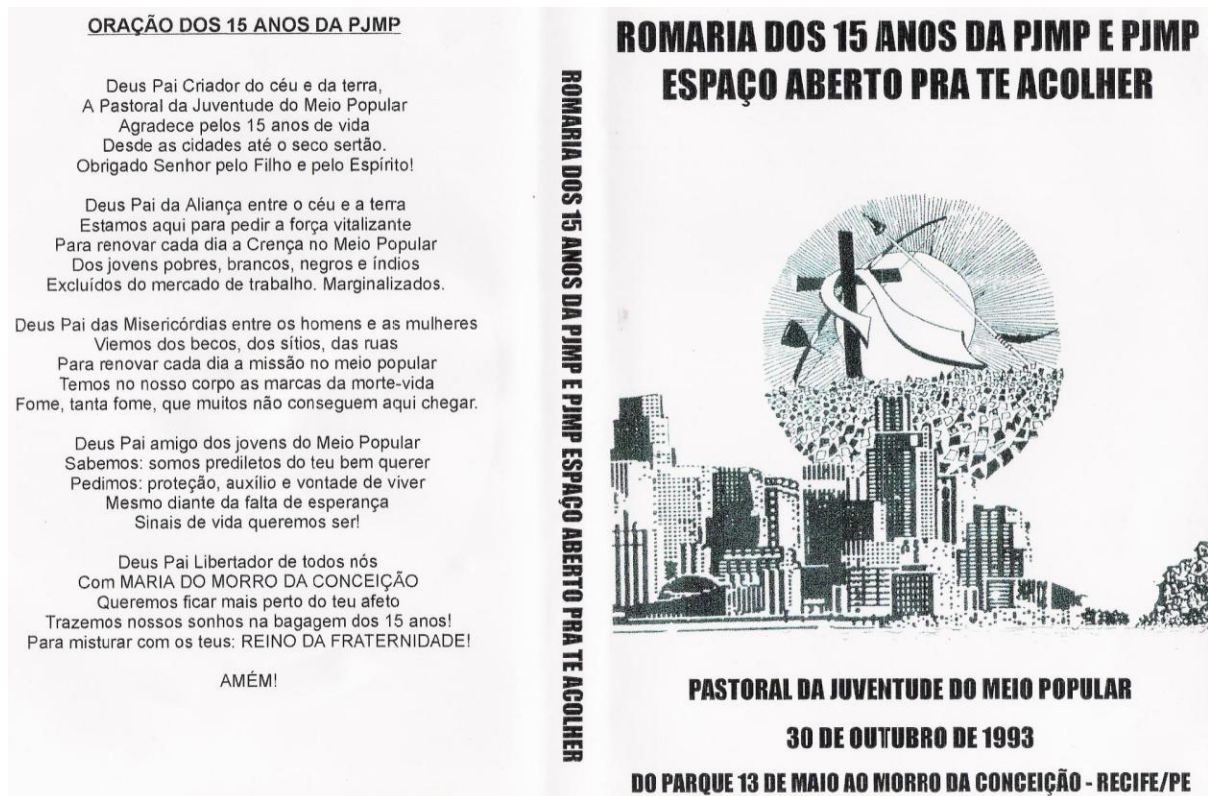 ORAÇÃO DOS 15 ANOS DA PJMP
Deus Pai Criador do céu e da terra,
A Pastoral da Juventude do Meio Popular
Agradece pelos 15 anos de vida
Desde as cidades até o seco sertão.
Obrigado Senhor pelo Filho e pelo Espírito!
Deus Pai da Aliança entre o céu e a terra
Estamos aqui para pedir a força vitalizante
Para renovar cada dia a Crença no Meio Popular
Dos jovens pobres, brancos, negros e índios
Excluídos do mercado de trabalho. Marginalizados.
Deus Pai das Misericórdias entre os homens e as mulheres
Viemos dos becos, dos sítios, das ruas
Para renovar cada dia a missão no meio popular
Temos no nosso corpo as marcas da morte-vida
Fome, tanta fome, que muitos não conseguem aqui chegar.
Deus Pai amigo dos jovens do Meio Popular
Sabemos: somos prediletos do teu bem querer
Pedimos: proteção, auxílio e vontade de viver
Mesmo diante da falta de esperança
Sinais de vida queremos ser!
Deus Pai Libertador de todos nós
Com MARIA DO MORRO DA CONCEIÇÃO
Queremos ficar mais perto do teu afeto
Trazemos nossos sonhos na bagagem dos 15 anos!
Para misturar com os teus: REINO DA FRATERNIDADE!
AMÉM!
ROMARIA DOS 15 ANOS DA PJMP E PJMP ESPAÇO ABERTO PRA TE ACOLHER
ROMARIA DOS 15 ANOS DA PJMP E PJMP
ESPAÇO ABERTO PRA TE ACOLHER
PASTORAL DA JUVENTUDE DO MEIO POPULAR
30 DE OUTUBRO DE 1993
DO PARQUE 13 DE MAIO AO MORRO DA CONCEIÇÃO - RECIFE/PE